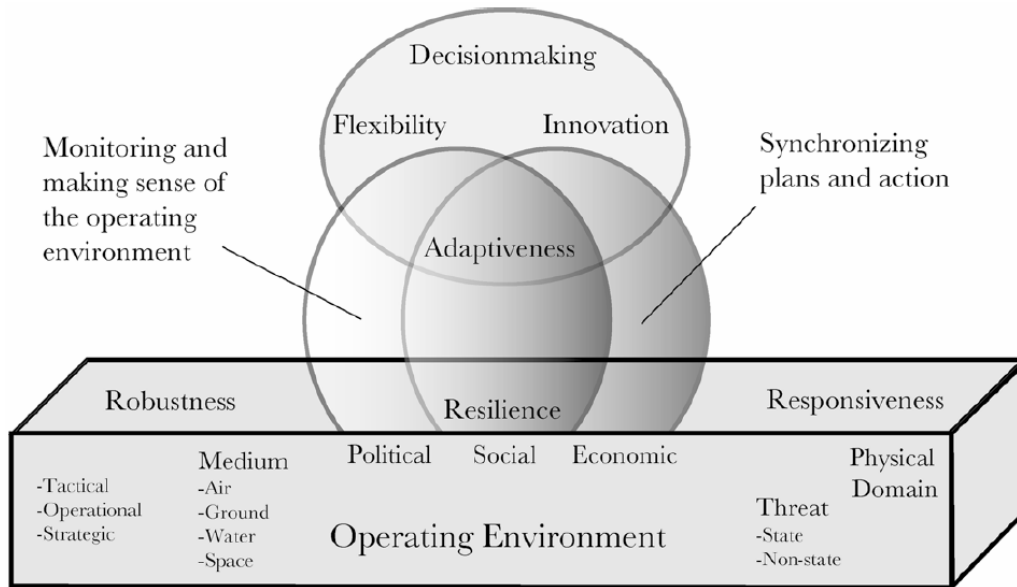 Decisionmaking
Flexibility
Innovation
Monitoring and
making sense of
the operating
environment
Synchronizing
plans and action
Adaptiveness
Robustness
Resilience
Responsiveness
Political
Social
Economic
Physical
Domain
-Tactical
-Operational
-Strategic
Medium
-Air
-Ground
-Water
-Space
Operating Environment
Threat
-State
-Non-state